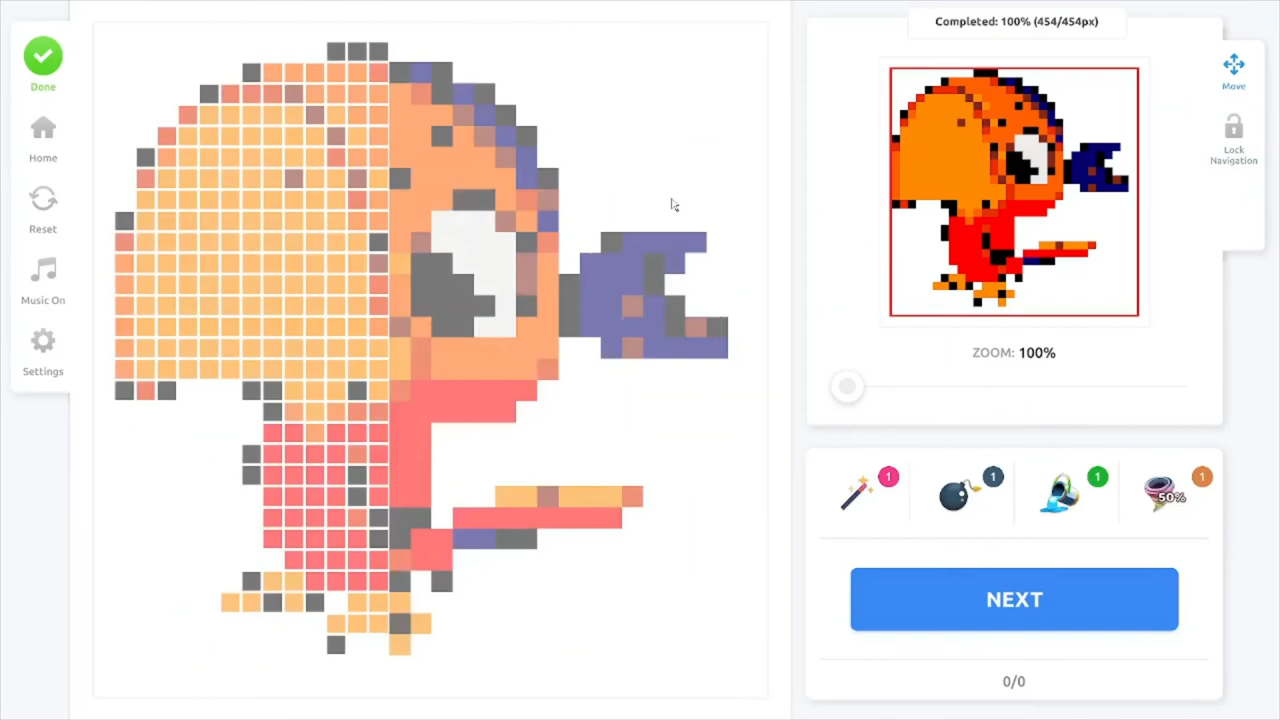 Completed: 100% (454/454px)
Done
Home
Reset
Music On
Settings
Move
Lock
Navigation
ZOOM: 100%
1
1
1
1
50%
NEXT
0/0